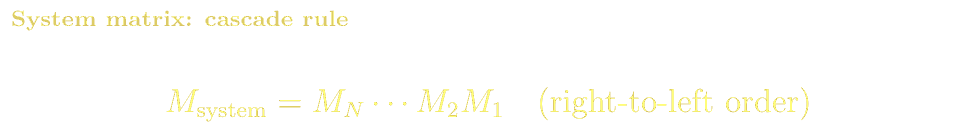 System matrix: cascade rule
M_system = M_N ⋯ M_2 M_1 (right-to-left order)